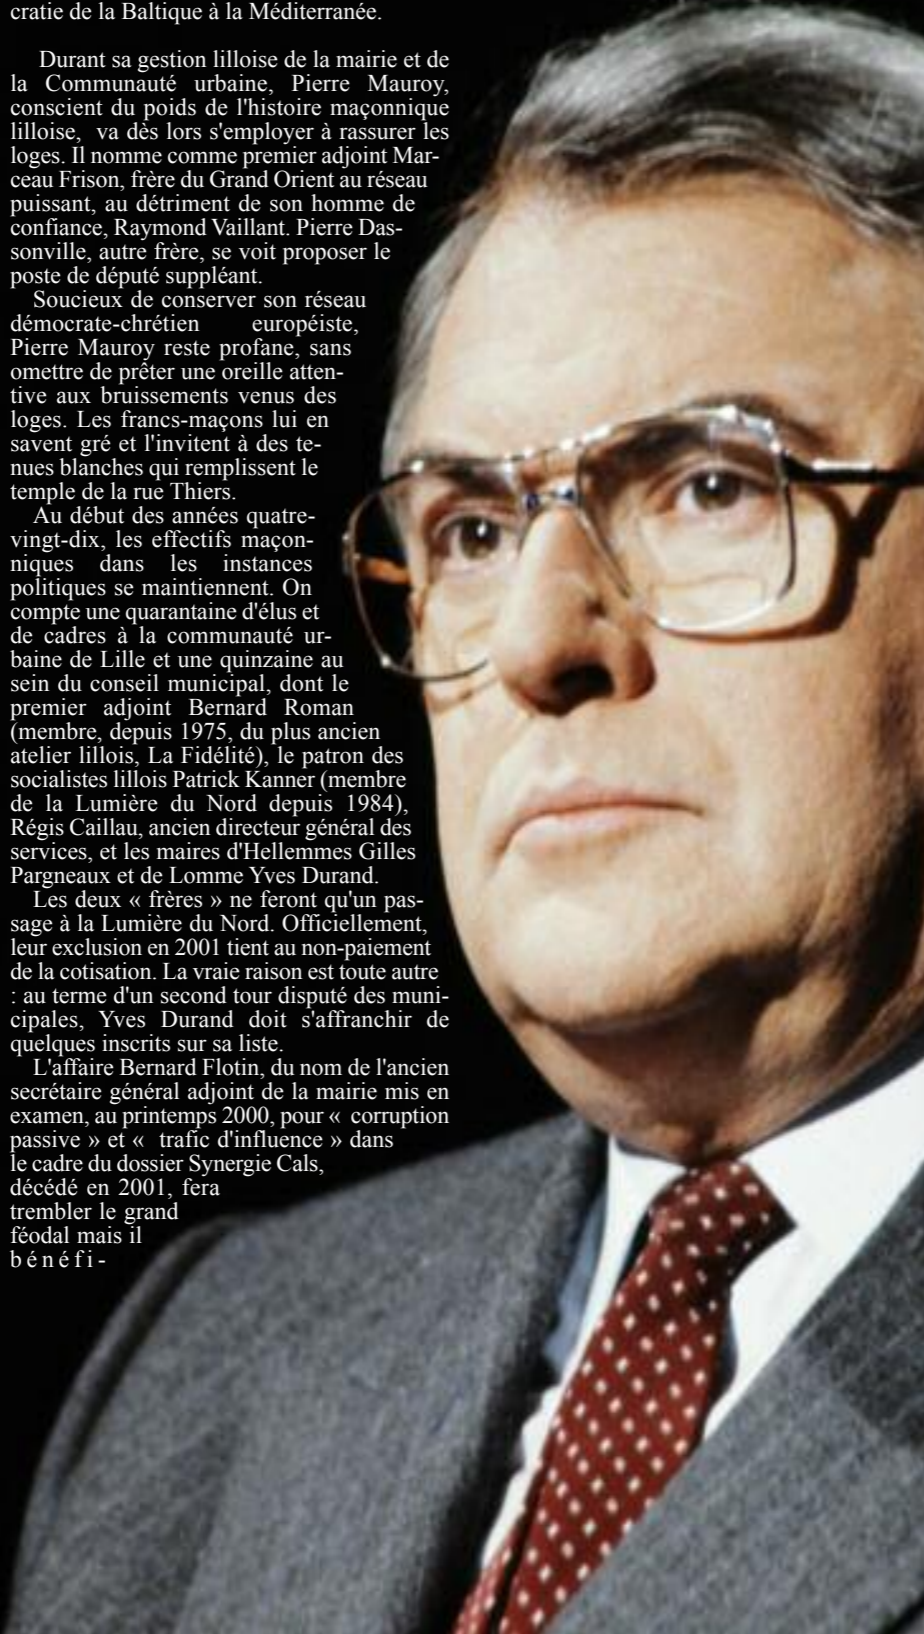 cratie de la Baltique à la Méditerranée.
Durant sa gestion lilloise de la mairie et de
la Communauté urbaine, Pierre Mauroy,
conscient du poids de l'histoire maçonnique
lilloise, va dès lors s'employer à rassurer les
loges. Il nomme comme premier adjoint Mar-
ceau Frison, frère du Grand Orient au réseau
puissant, au détriment de son homme de
confiance, Raymond Vaillant. Pierre Das-
sonville, autre frère, se voit proposer le
poste de député suppléant.
Soucieux de conserver son réseau
démocrate-chrétien européiste,
Pierre Mauroy reste profane, sans
omettre de prêter une oreille atten-
tive aux bruissements venus des
loges. Les francs-maçons lui en
savent gré et l'invitent à des te-
nues blanches qui remplissent le
temple de la rue Thiers.
Au début des années quatre-
vingt-dix, les effectifs maçon-
niques dans les instances
politiques se maintiennent. On
compte une quarantaine d'élus et
de cadres à la communauté ur-
baine de Lille et une quinzaine au
sein du conseil municipal, dont le
premier adjoint Bernard Roman
(membre, depuis 1975, du plus ancien
atelier lillois, La Fidélité), le patron des
socialistes lillois Patrick Kanner (membre
de la Lumière du Nord depuis 1984),
Régis Caillau, ancien directeur général des
services, et les maires d'Hellemmes Gilles
Pargneaux et de Lomme Yves Durand.
Les deux « frères » ne feront qu'un pas-
sage à la Lumière du Nord. Officiellement,
leur exclusion en 2001 tient au non-paiement
de la cotisation. La vraie raison est toute autre
: au terme d'un second tour disputé des muni-
cipales, Yves Durand doit s'affranchir de
quelques inscrits sur sa liste.
L'affaire Bernard Flotin, du nom de l'ancien
secrétaire général adjoint de la mairie mis en
examen, au printemps 2000, pour « corruption
passive » et « trafic d'influence » dans
le cadre du dossier Synergie Cals,
décédé en 2001, fera
trembler le grand
féodal mais il
bénéfi-